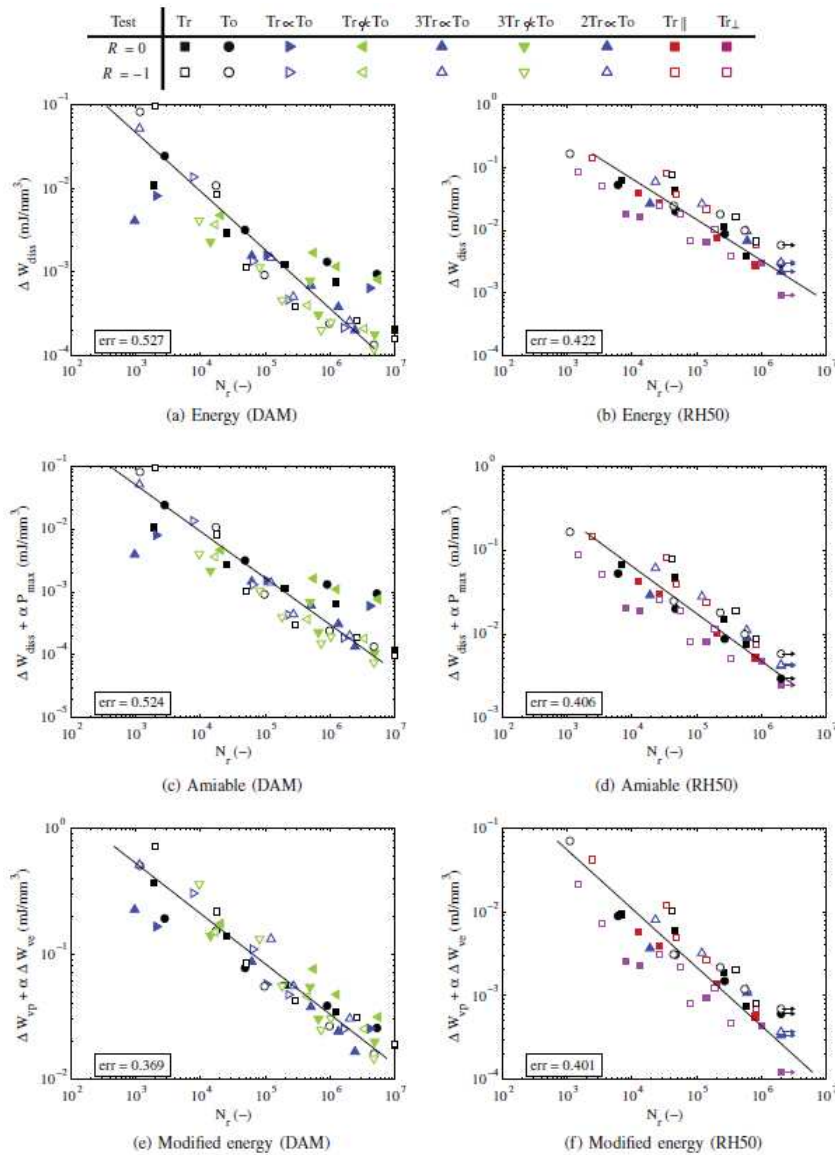 Test Tr To Tr∝To Tr∝̸To 3Tr∝To 3Tr∝̸To 2Tr∝To Tr∥ Tr⊥
R = 0
R = −1
10⁻¹
10⁻²
10⁻³
10⁻⁴
Δ W_diss (mJ/mm³)
err = 0.527
10² 10³ 10⁴ 10⁵ 10⁶ 10⁷
N_r (−)
(a) Energy (DAM)
10⁰
10⁻¹
10⁻²
10⁻³
10⁻⁴
Δ W_diss (mJ/mm³)
err = 0.422
10² 10³ 10⁴ 10⁵ 10⁶ 10⁷
N_r (−)
(b) Energy (RH50)
10⁻¹
10⁻²
10⁻³
10⁻⁴
10⁻⁵
Δ W_diss + α P_max (mJ/mm³)
err = 0.524
10² 10³ 10⁴ 10⁵ 10⁶ 10⁷
N_r (−)
(c) Amiable (DAM)
10⁰
10⁻¹
10⁻²
10⁻³
Δ W_diss + α P_max (mJ/mm³)
err = 0.406
10² 10³ 10⁴ 10⁵ 10⁶ 10⁷
N_r (−)
(d) Amiable (RH50)
10⁰
10⁻¹
10⁻²
Δ W_vp + α Δ W_ve (mJ/mm³)
err = 0.369
10² 10³ 10⁴ 10⁵ 10⁶ 10⁷
N_r (−)
(e) Modified energy (DAM)
10⁻¹
10⁻²
10⁻³
10⁻⁴
Δ W_vp + α Δ W_ve (mJ/mm³)
err = 0.401
10² 10³ 10⁴ 10⁵ 10⁶ 10⁷
N_r (−)
(f) Modified energy (RH50)